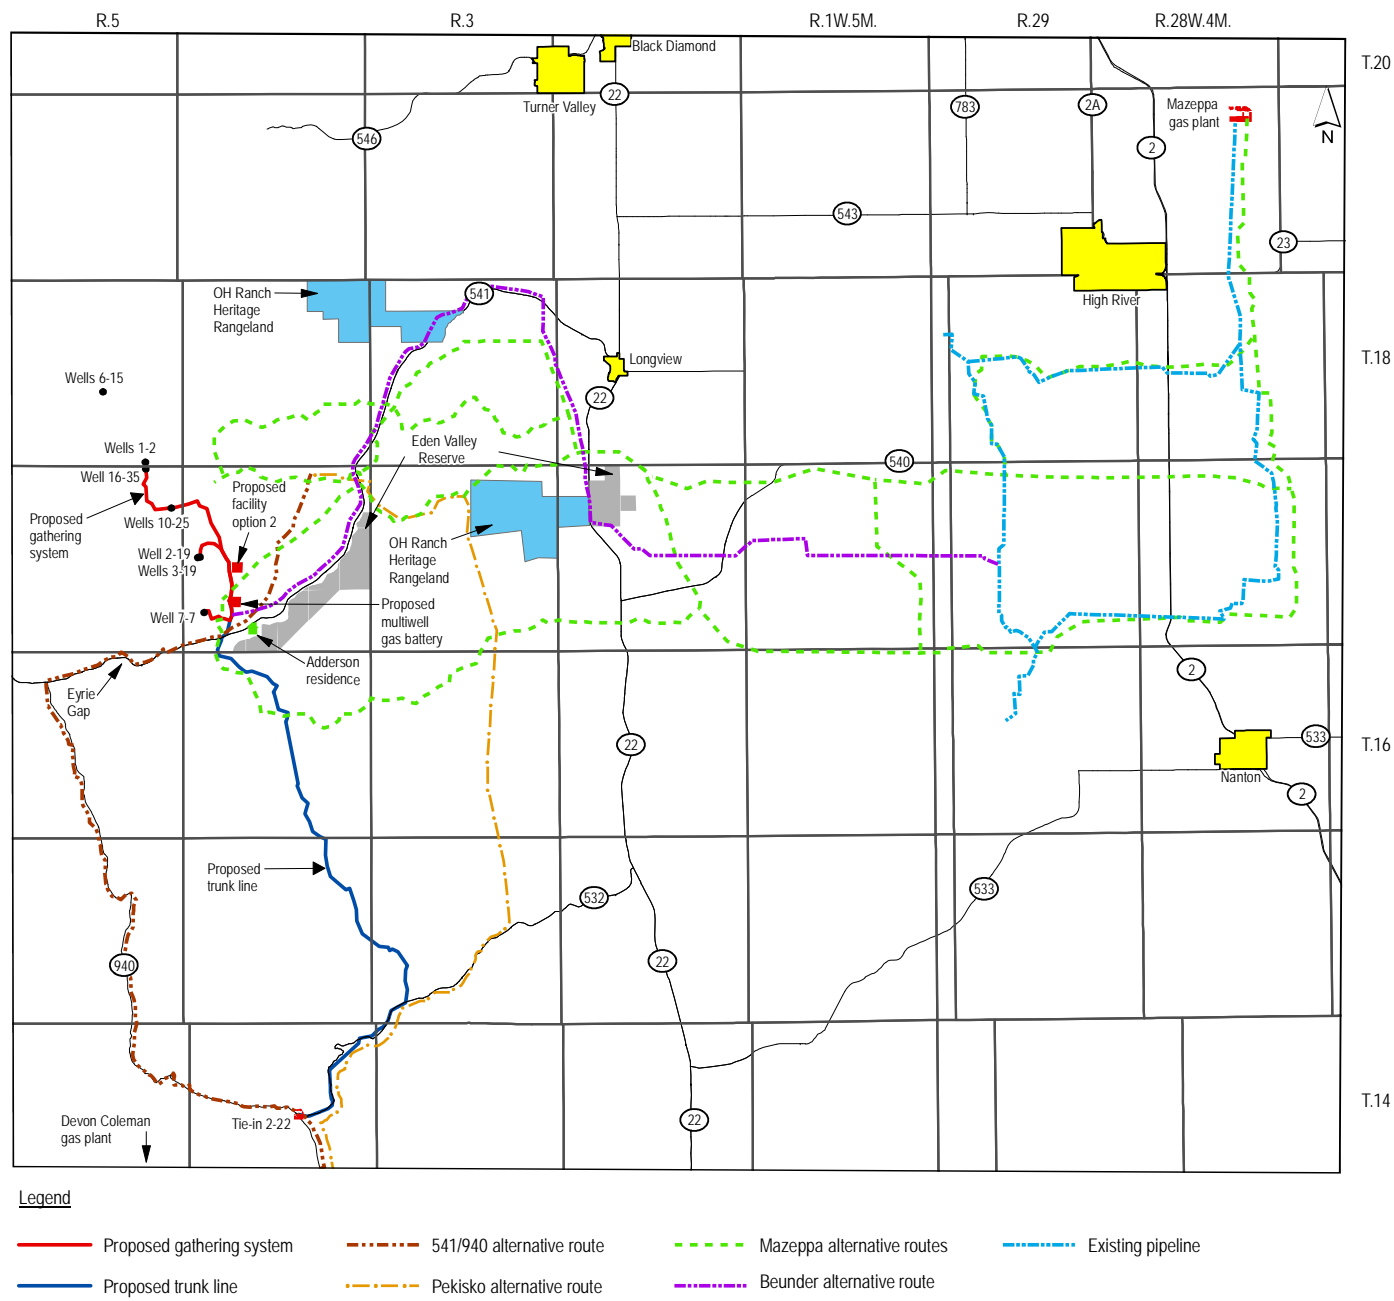 R.5
R.3
R.1W.5M.
R.29
R.28W.4M.
T.20
T.18
T.16
T.14
Black Diamond
Turner Valley
22
546
783
2A
2
Mazeppa
gas plant
N
543
23
High River
OH Ranch
Heritage
Rangeland
541
Longview
22
Wells 6-15
Eden Valley
Reserve
Wells 1-2
Well 16-35
540
Proposed
facility
option 2
Proposed
gathering
system
Wells 10-25
Well 2-19
Wells 3-19
OH Ranch
Heritage
Rangeland
Well 7-7
Proposed
multiwell
gas battery
Adderson
residence
Eyrie
Gap
2
22
533
Nanton
2
Proposed
trunk line
532
533
940
22
Tie-in 2-22
22
Devon Coleman
gas plant
Legend
Proposed gathering system
541/940 alternative route
Mazeppa alternative routes
Existing pipeline
Proposed trunk line
Pekisko alternative route
Beunder alternative route